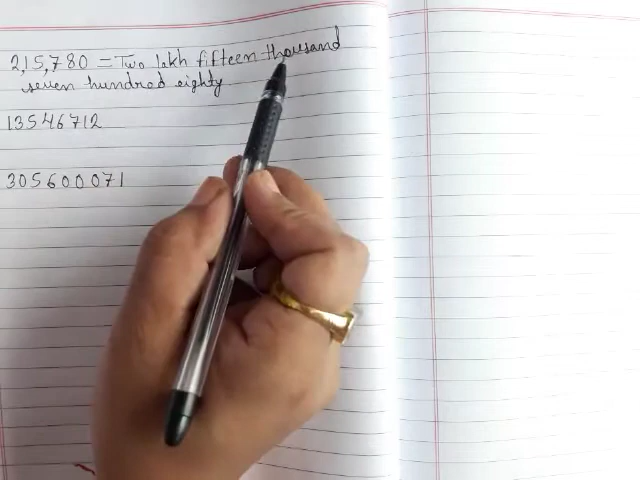 2,15,780 = Two lakh fifteen thousand
seven hundred eighty
13546712
305600071